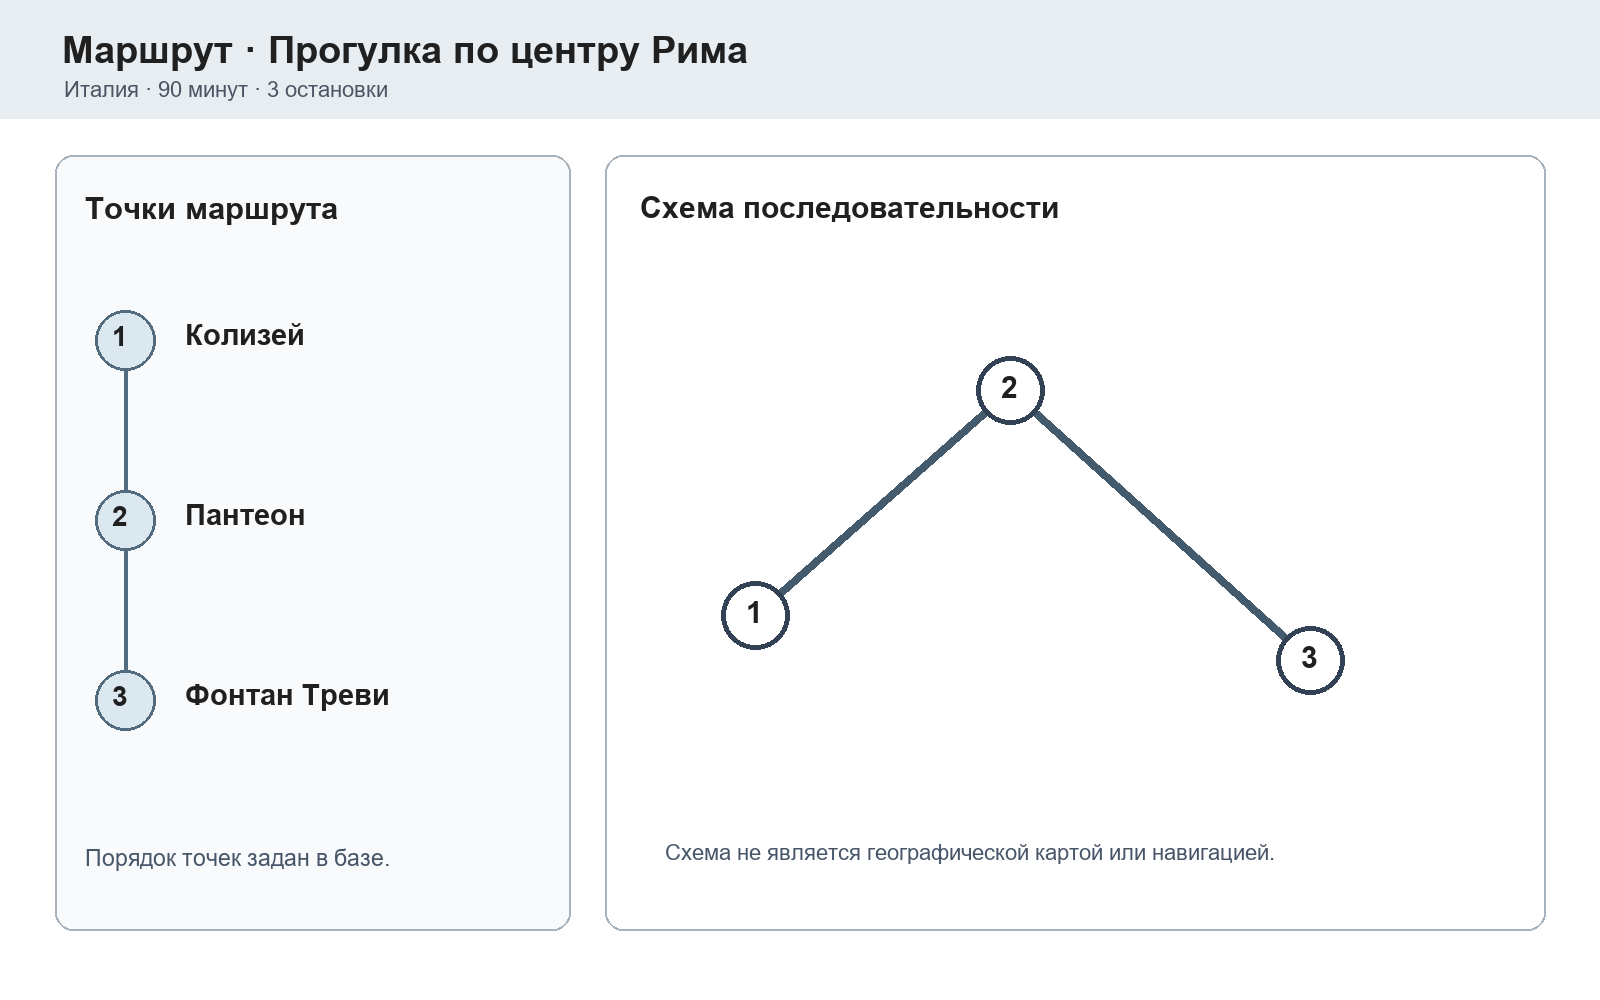 Маршрут · Прогулка по центру Рима
Италия · 90 минут · 3 остановки
Точки маршрута
1 Колизей
2 Пантеон
3 Фонтан Треви
Порядок точек задан в базе.
Схема последовательности
2
1
3
Схема не является географической картой или навигацией.